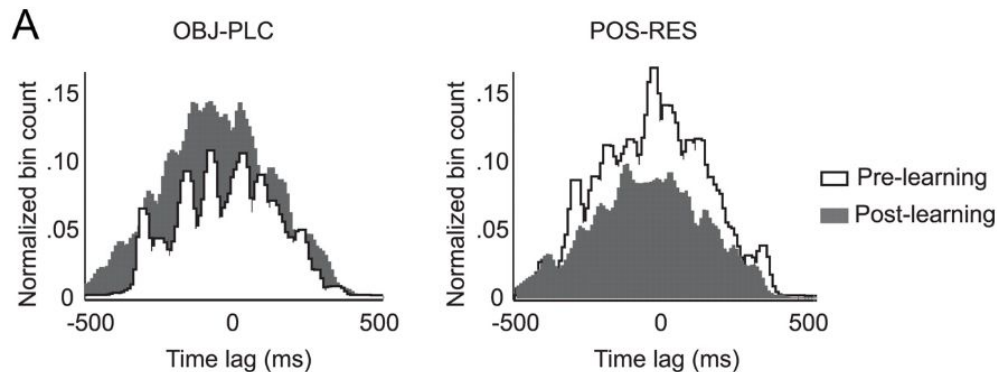 A
OBJ-PLC
Normalized bin count
.15
.10
.05
0
-500
0
500
Time lag (ms)
POS-RES
Normalized bin count
.15
.10
.05
0
-500
0
500
Time lag (ms)
Pre-learning
Post-learning